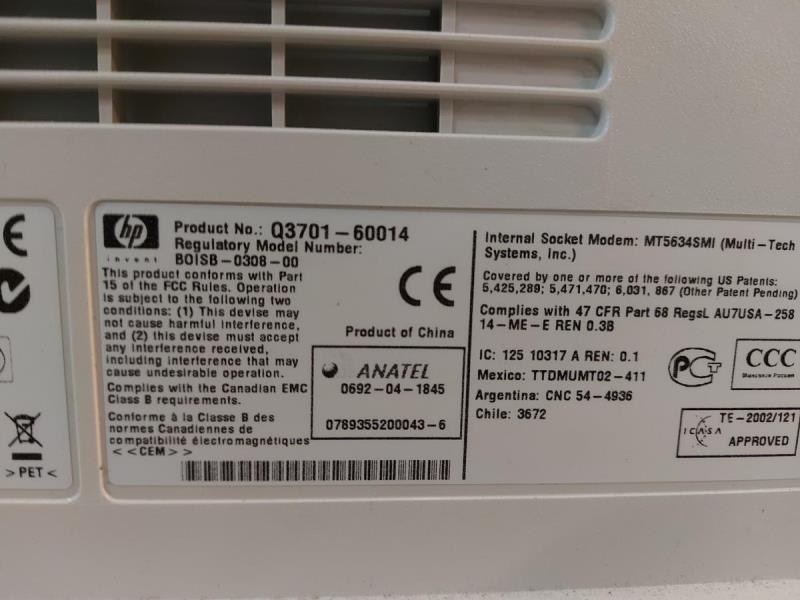 hp
invent
Product No.: Q3701-60014
Regulatory Model Number:
BOISB-0308-00
This product conforms with Part
15 of the FCC Rules. Operation
is subject to the following two
conditions: (1) This device may
not cause harmful interference,
and (2) this device must accept
any interference received,
including interference that may
cause undesirable operation.
Complies with the Canadian EMC
Class B requirements.
Conforme à la Classe B des
normes Canadiennes de
compatibilité électromagnétiques
<<CEM>>
CE
Product of China
ANATEL
0692-04-1845
0789355200043-6
Internal Socket Modem: MT5634SMI (Multi-Tech
Systems, Inc.)
Covered by one or more of the following US Patents:
5,425,289; 5,471,470; 6,031,867 (Other Patent Pending)
Complies with 47 CFR Part 68 RegsL AU7USA-258
14-ME-E REN 0.3B
IC: 125 10317 A REN: 0.1
Mexico: TTDMUMT02-411
Argentina: CNC 54-4936
Chile: 3672
PCT
CCC
ICASA
TE-2002/121
APPROVED
CE
>PET<